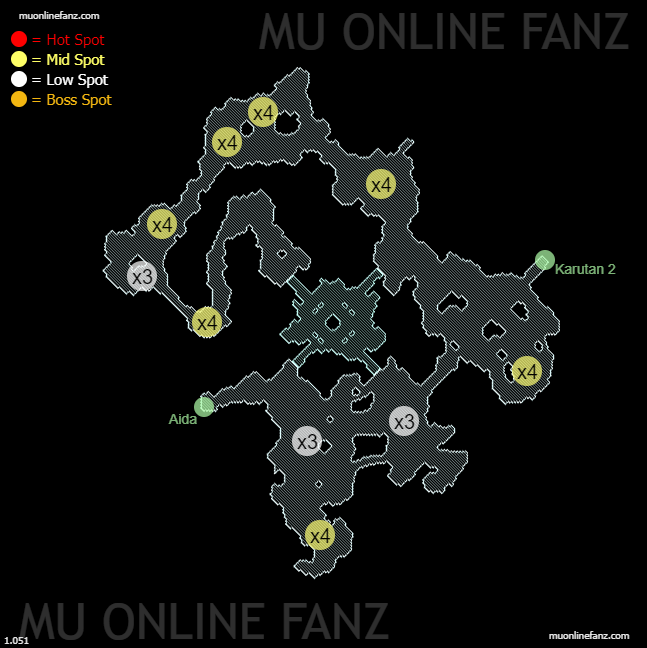 muonlinefanz.com
MU ONLINE FANZ
= Hot Spot
= Mid Spot
= Low Spot
= Boss Spot
x4
x4
x4
x4
x3
x4
Karutan 2
x4
Aida
x3
x3
x4
MU ONLINE FANZ
1.051
muonlinefanz.com